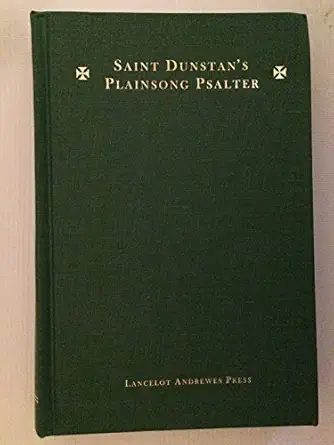 SAINT DUNSTAN'S
PLAINSONG PSALTER
LANCELOT ANDREWES PRESS